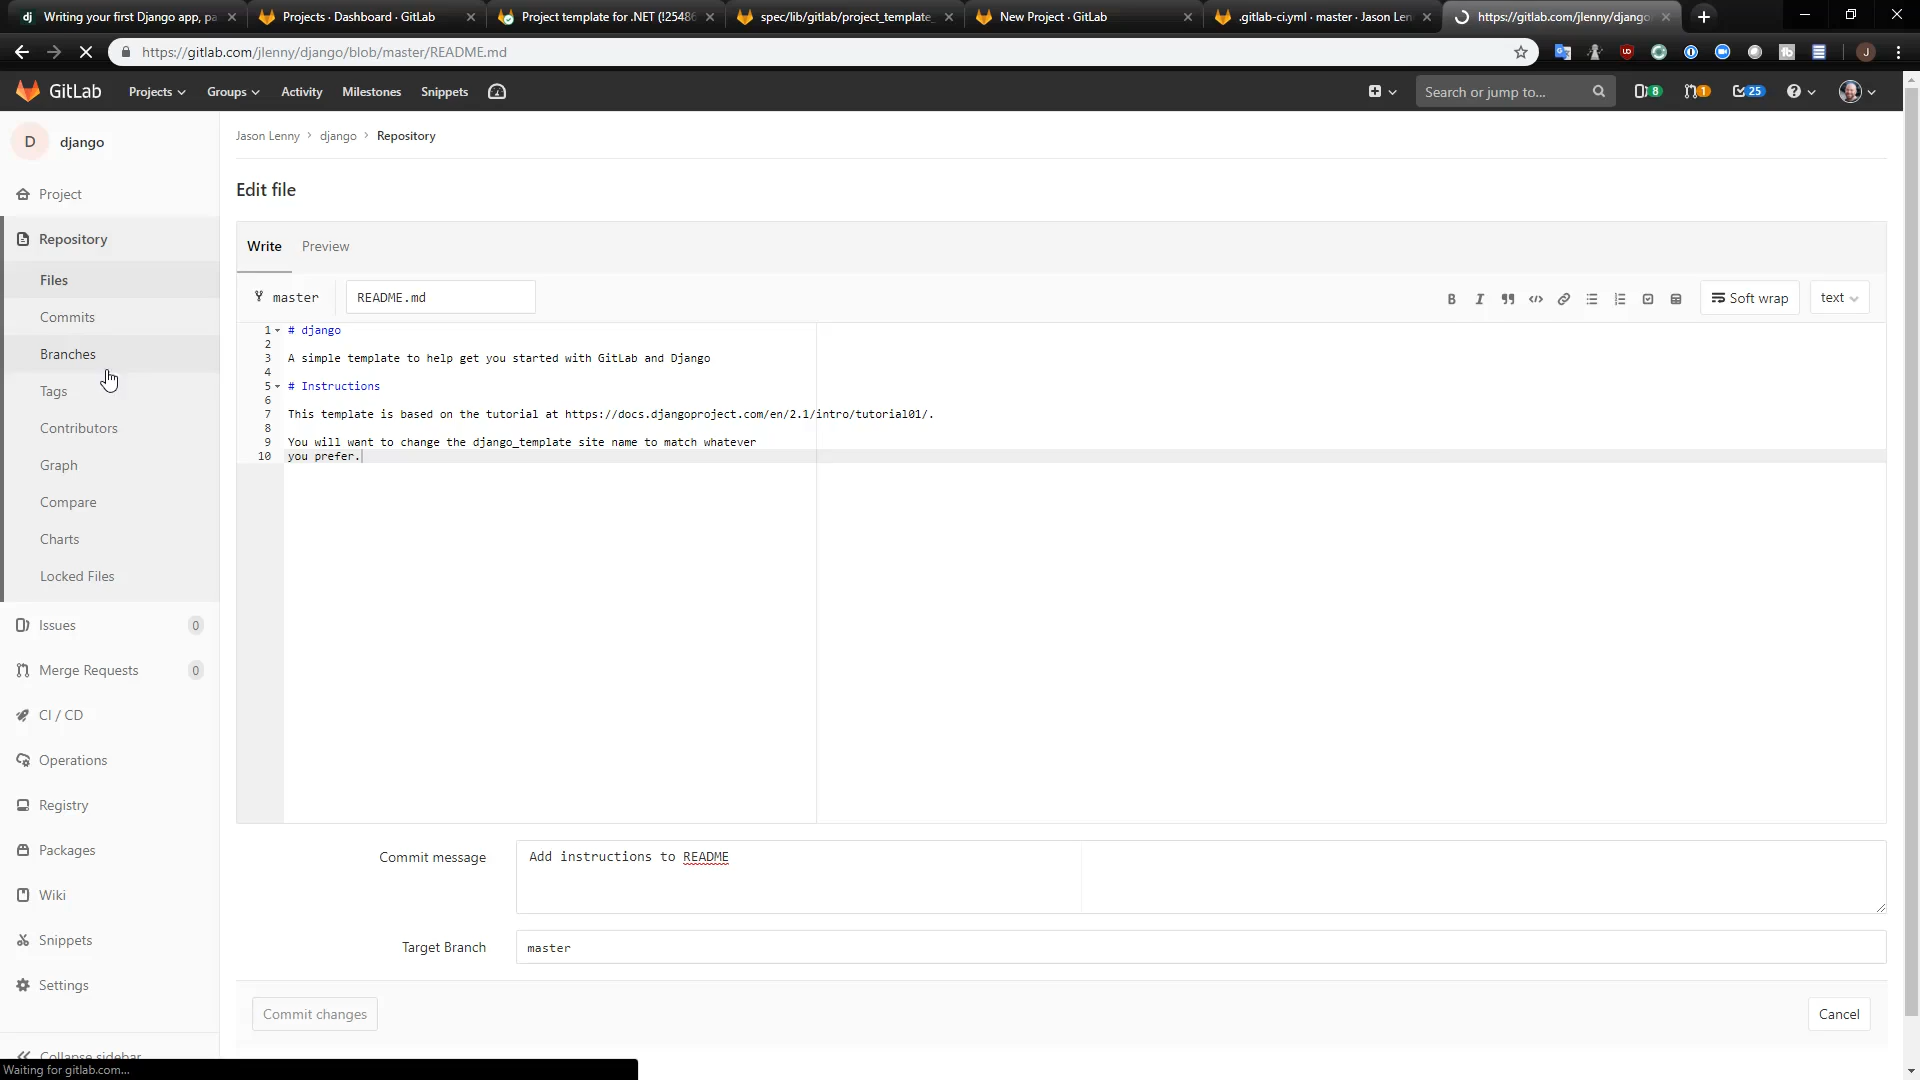 dj Writing your first Django app, pa
Projects · Dashboard · GitLab
Project template for .NET (!25486
spec/lib/gitlab/project_template_
New Project · GitLab
.gitlab-ci.yml · master · Jason Len
https://gitlab.com/jlenny/django
https://gitlab.com/jlenny/django/blob/master/README.md
J
GitLab
Projects
Groups
Activity
Milestones
Snippets
Search or jump to...
8
1
25
D django
Project
Repository
Files
Commits
Branches
Tags
Contributors
Graph
Compare
Charts
Locked Files
Issues 0
Merge Requests 0
CI / CD
Operations
Registry
Packages
Wiki
Snippets
Settings
Collapse sidebar
Waiting for gitlab.com...
Jason Lenny › django › Repository
Edit file
Write Preview
master README.md
Soft wrap
text
1 # django
2
3 A simple template to help get you started with GitLab and Django
4
5 # Instructions
6
7 This template is based on the tutorial at https://docs.djangoproject.com/en/2.1/intro/tutorial01/.
8
9 You will want to change the django_template site name to match whatever
10 you prefer.
Commit message
Add instructions to README
Target Branch
master
Commit changes
Cancel